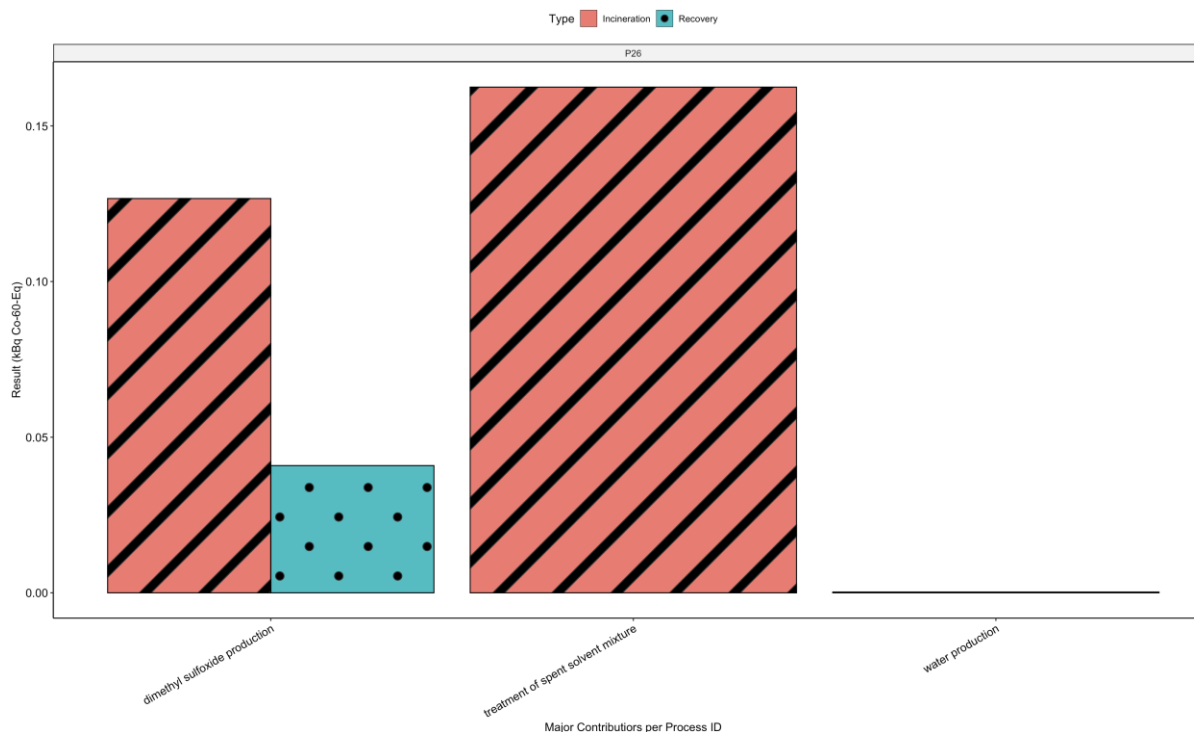 Type Incineration Recovery
P26
Result (kBq Co-60-Eq)
0.15
0.10
0.05
0.00
dimethyl sulfoxide production
treatment of spent solvent mixture
water production
Major Contributiors per Process ID